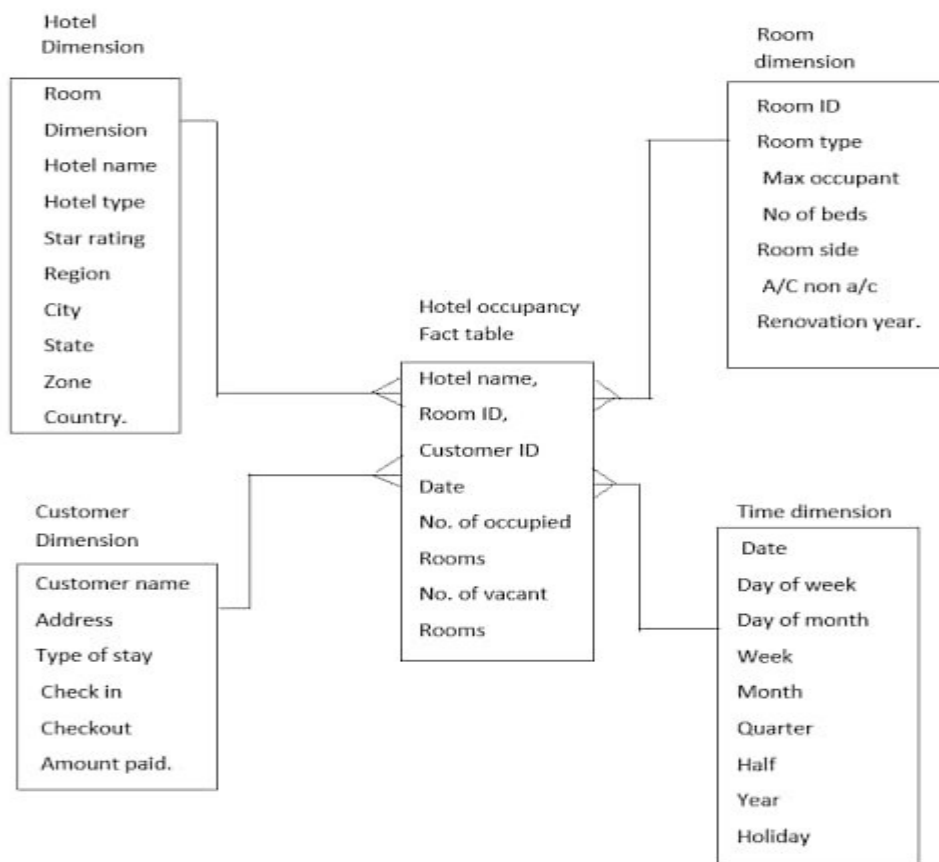 Hotel
Dimension
Room
Dimension
Hotel name
Hotel type
Star rating
Region
City
State
Zone
Country.
Room
dimension
Room ID
Room type
Max occupant
No of beds
Room side
A/C non a/c
Renovation year.
Hotel occupancy
Fact table
Hotel name,
Room ID,
Customer ID
Date
No. of occupied
Rooms
No. of vacant
Rooms
Customer
Dimension
Customer name
Address
Type of stay
Check in
Checkout
Amount paid.
Time dimension
Date
Day of week
Day of month
Week
Month
Quarter
Half
Year
Holiday